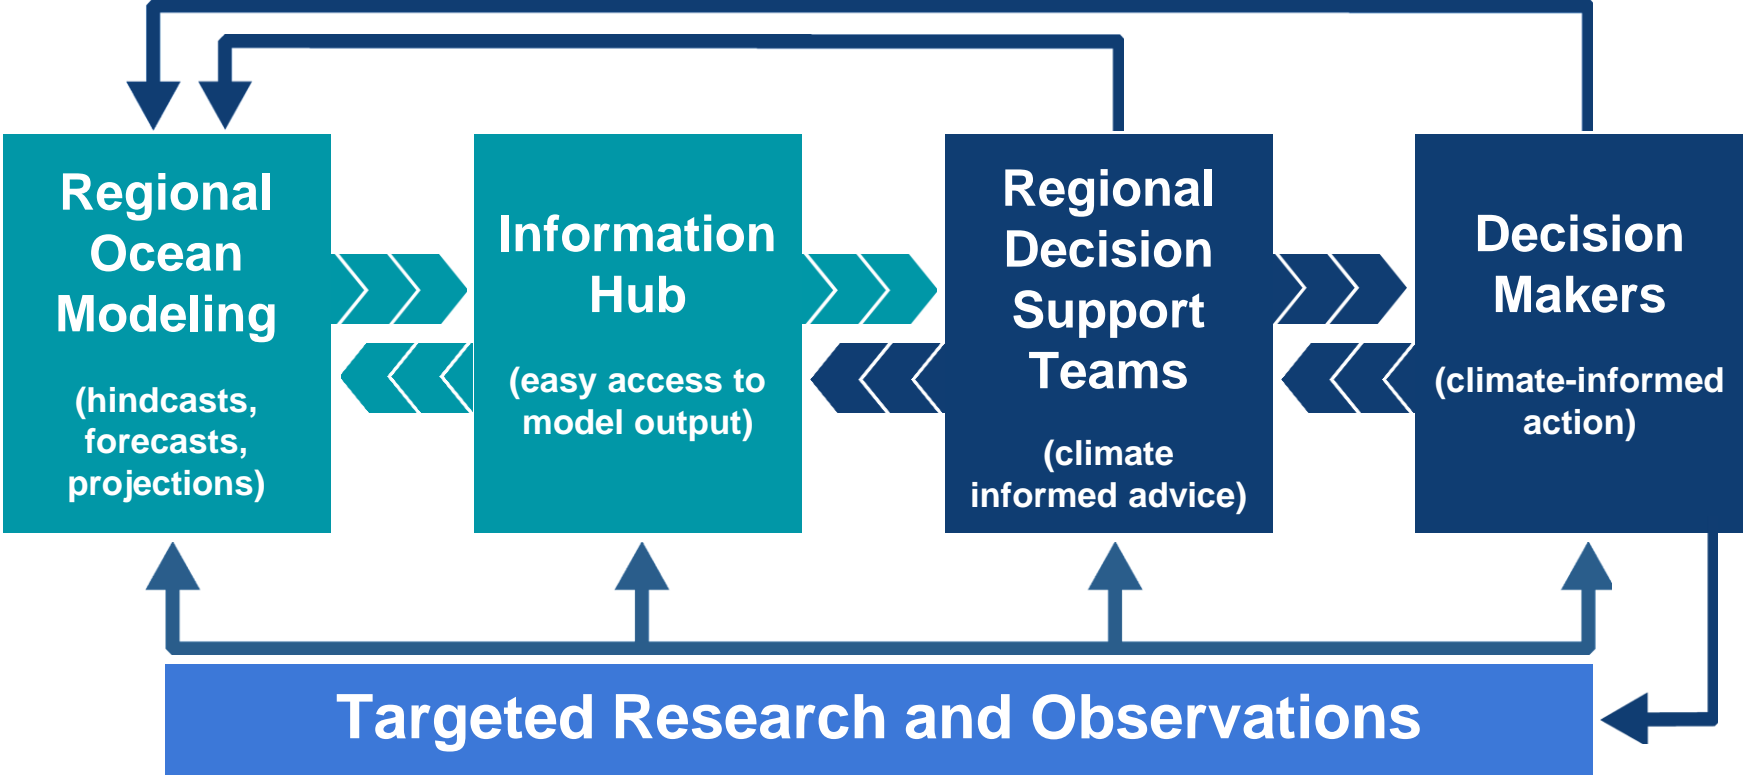 Regional
Ocean
Modeling
(hindcasts,
forecasts,
projections)
Information
Hub
(easy access to
model output)
Regional
Decision
Support
Teams
(climate
informed advice)
Decision
Makers
(climate-informed
action)
Targeted Research and Observations